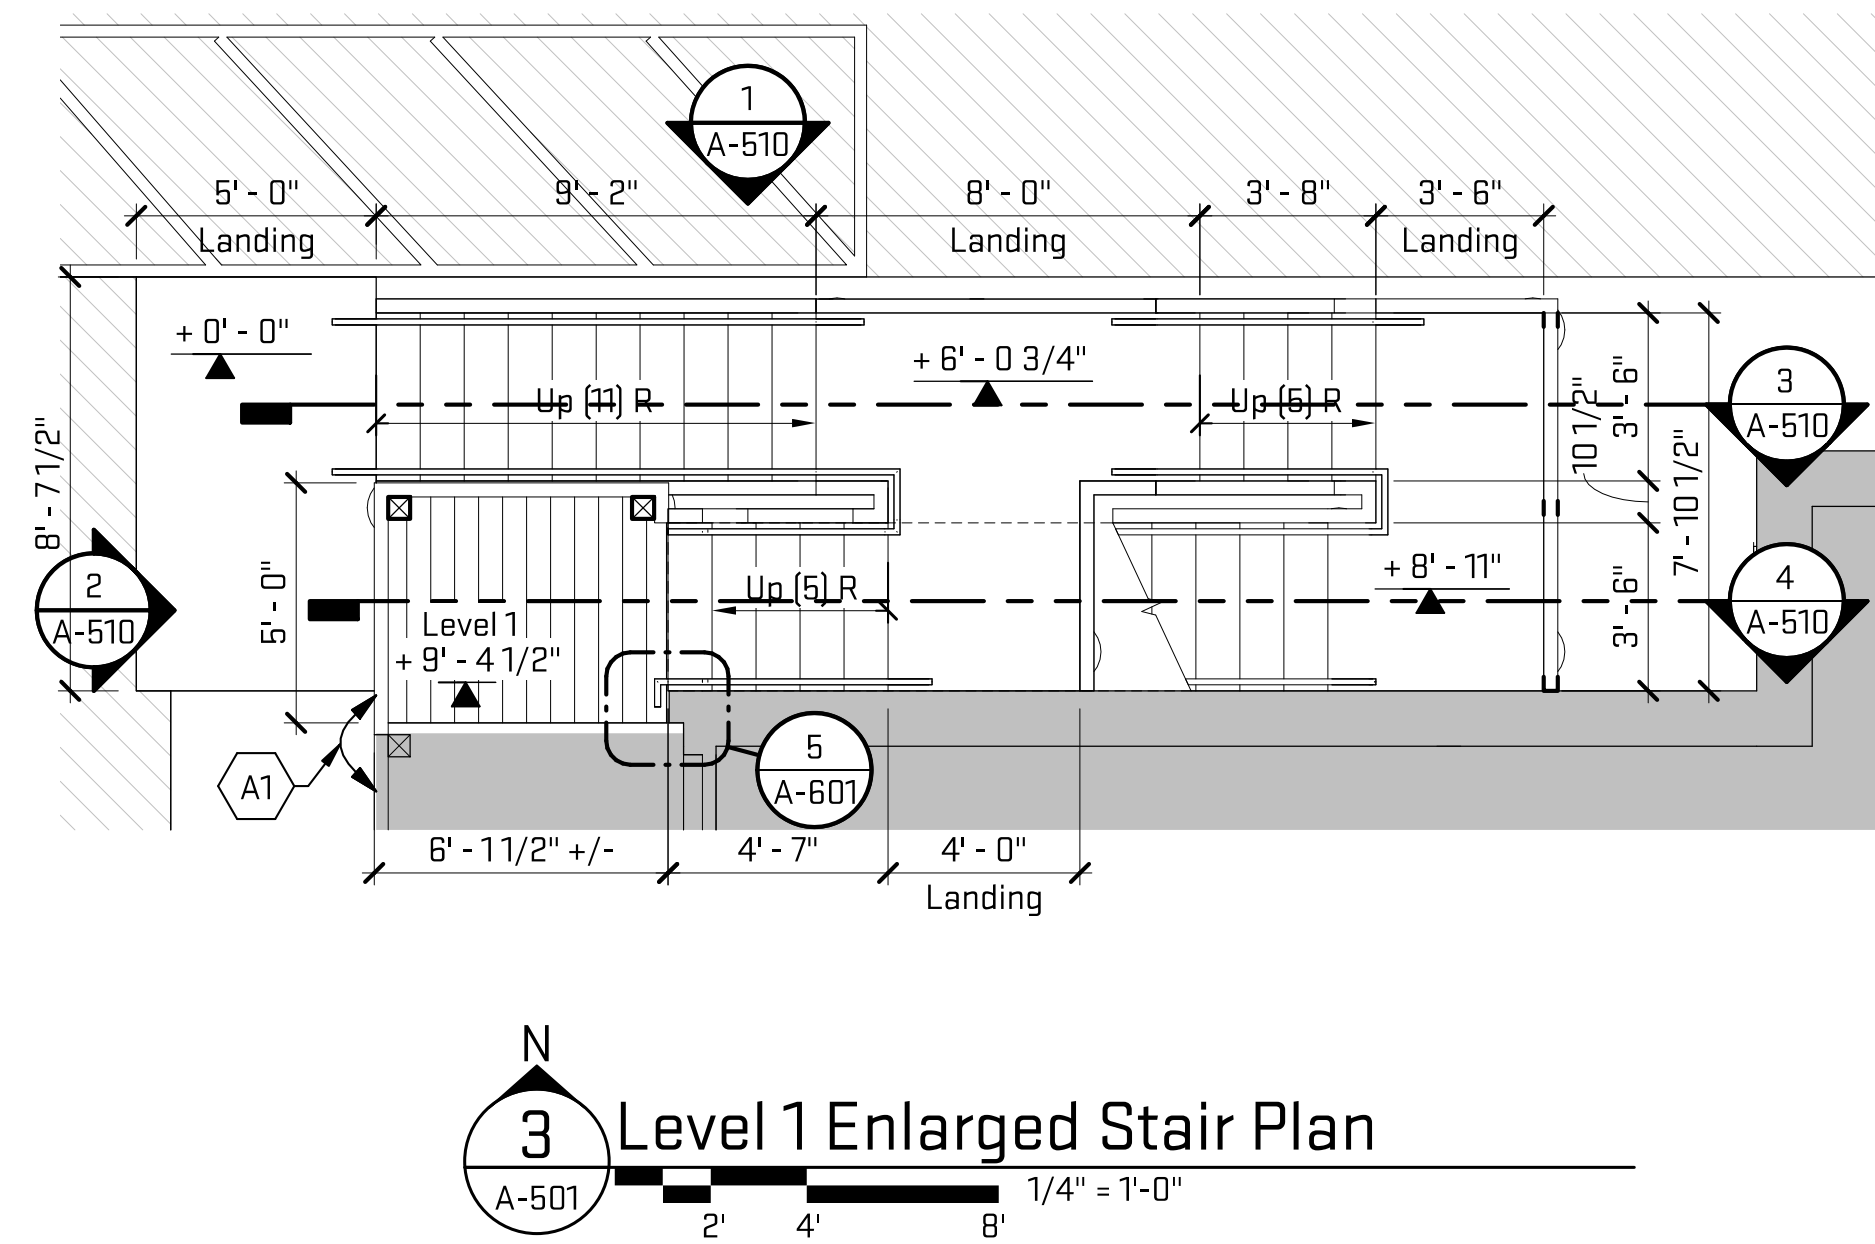 1
A-510
5' - 0" 9' - 2" 8' - 0" 3' - 8" 3' - 6"
Landing Landing Landing
+ 0' - 0"
+ 6' - 0 3/4"
Up (11) R
Up (6) R
8' - 7 1/2"
10 1/2"
3' - 6"
7' - 10 1/2"
3
A-510
2
A-510
5' - 0"
Up (5) R
+ 8' - 11"
3' - 6"
4
A-510
Level 1
+ 9' - 4 1/2"
A1
5
A-601
6' - 1 1/2" +/- 4' - 7" 4' - 0"
Landing
N
3
A-501
Level 1 Enlarged Stair Plan
1/4" = 1'-0"
2' 4' 8'